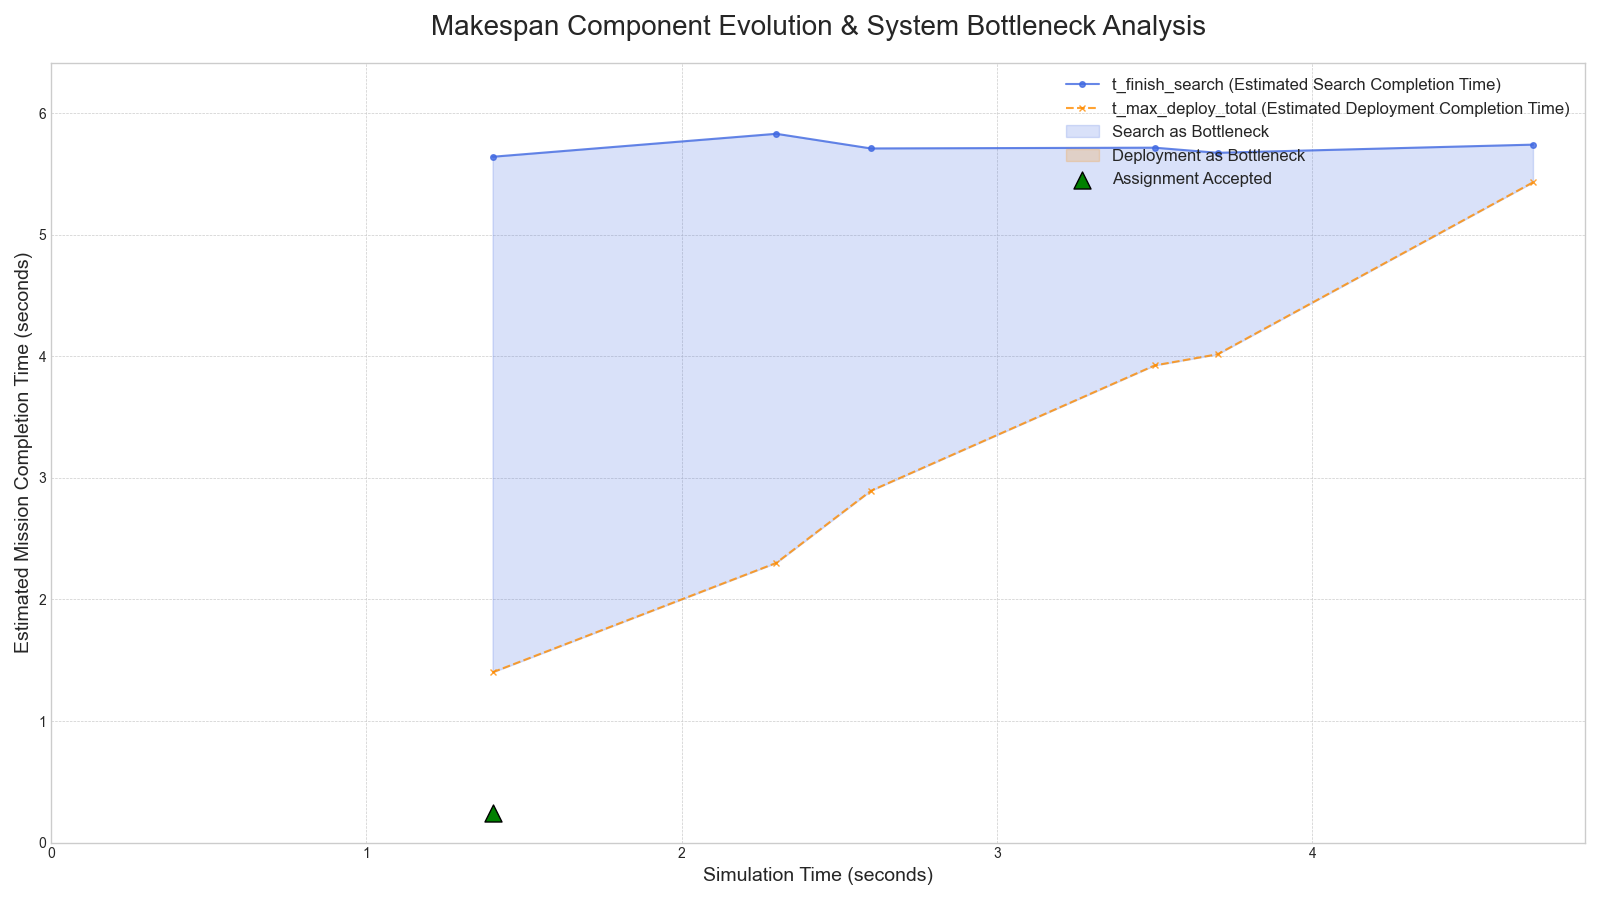 Makespan Component Evolution & System Bottleneck Analysis
t_finish_search (Estimated Search Completion Time)
t_max_deploy_total (Estimated Deployment Completion Time)
Search as Bottleneck
Deployment as Bottleneck
Assignment Accepted
Estimated Mission Completion Time (seconds)
6
5
4
3
2
1
0
0 1 2 3 4
Simulation Time (seconds)